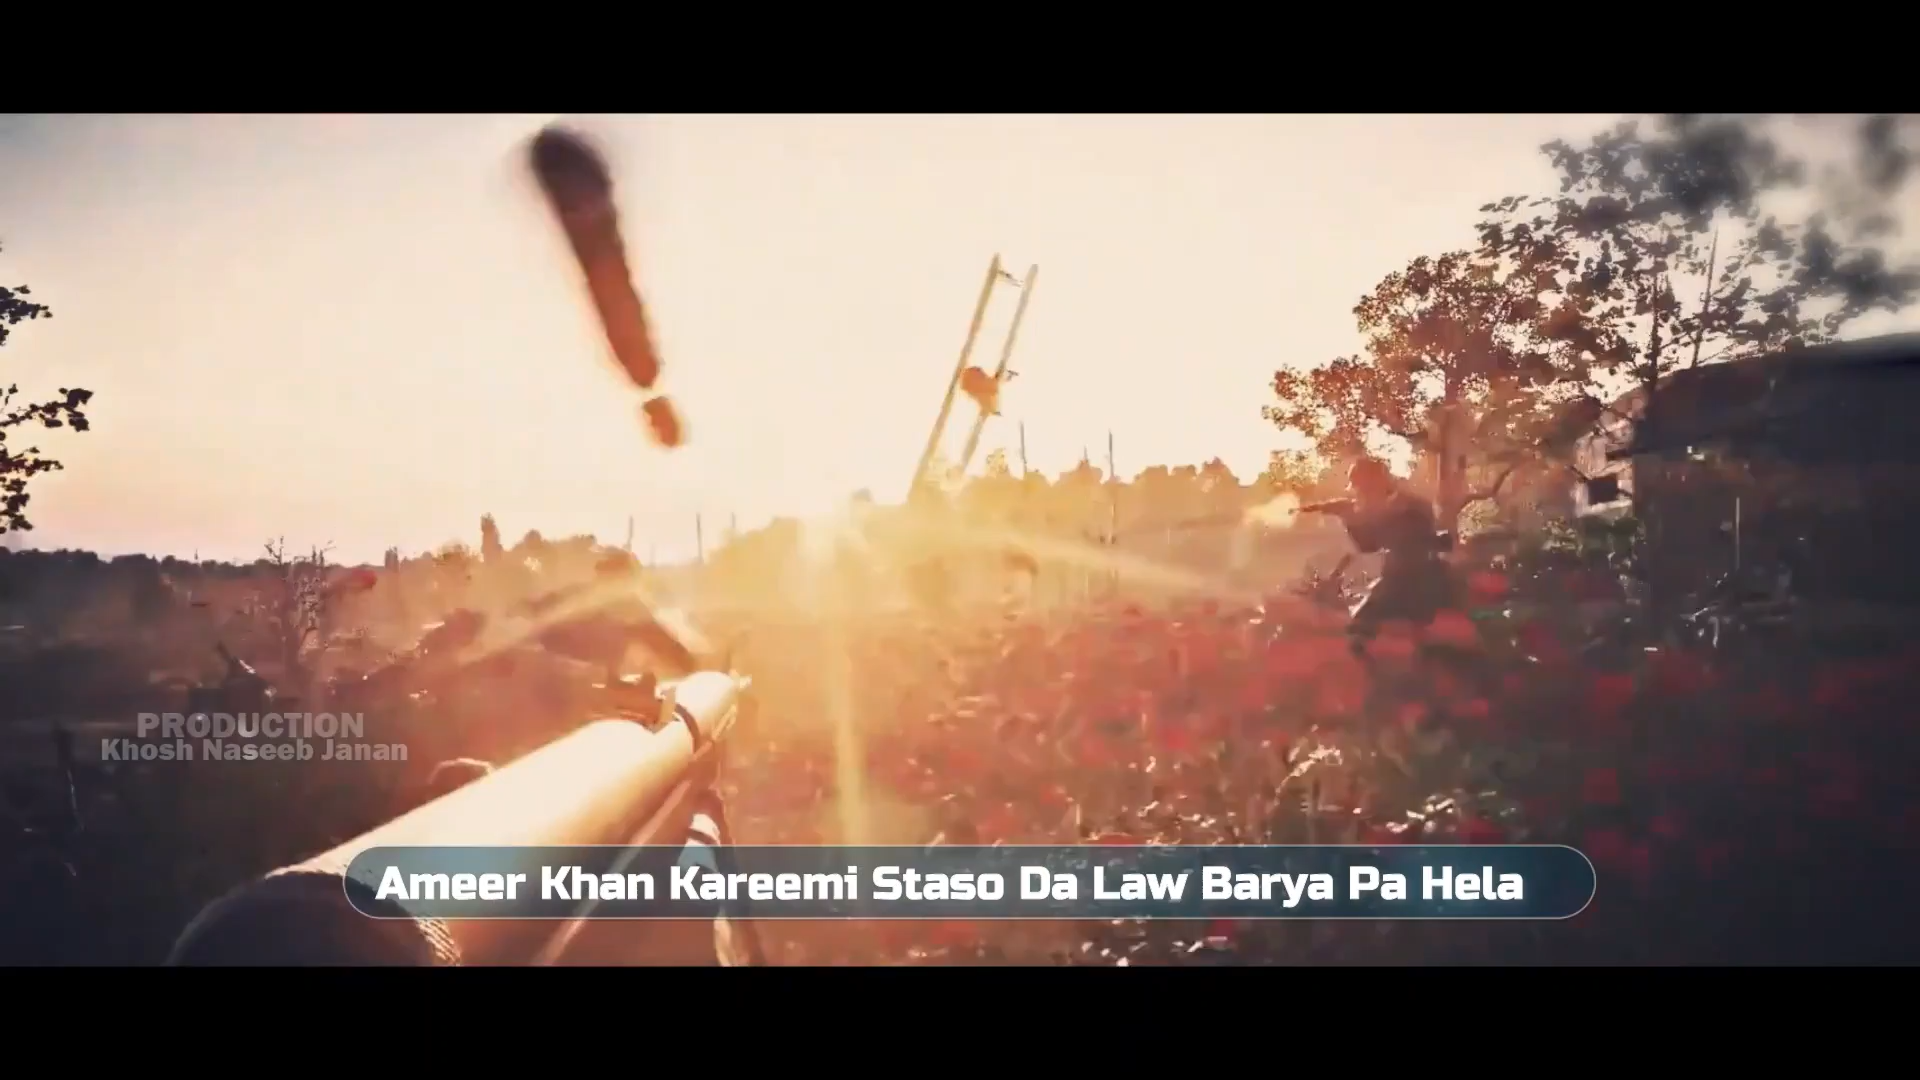 PRODUCTION
Khosh Naseeb Janan
Ameer Khan Kareemi Staso Da Law Barya Pa Hela